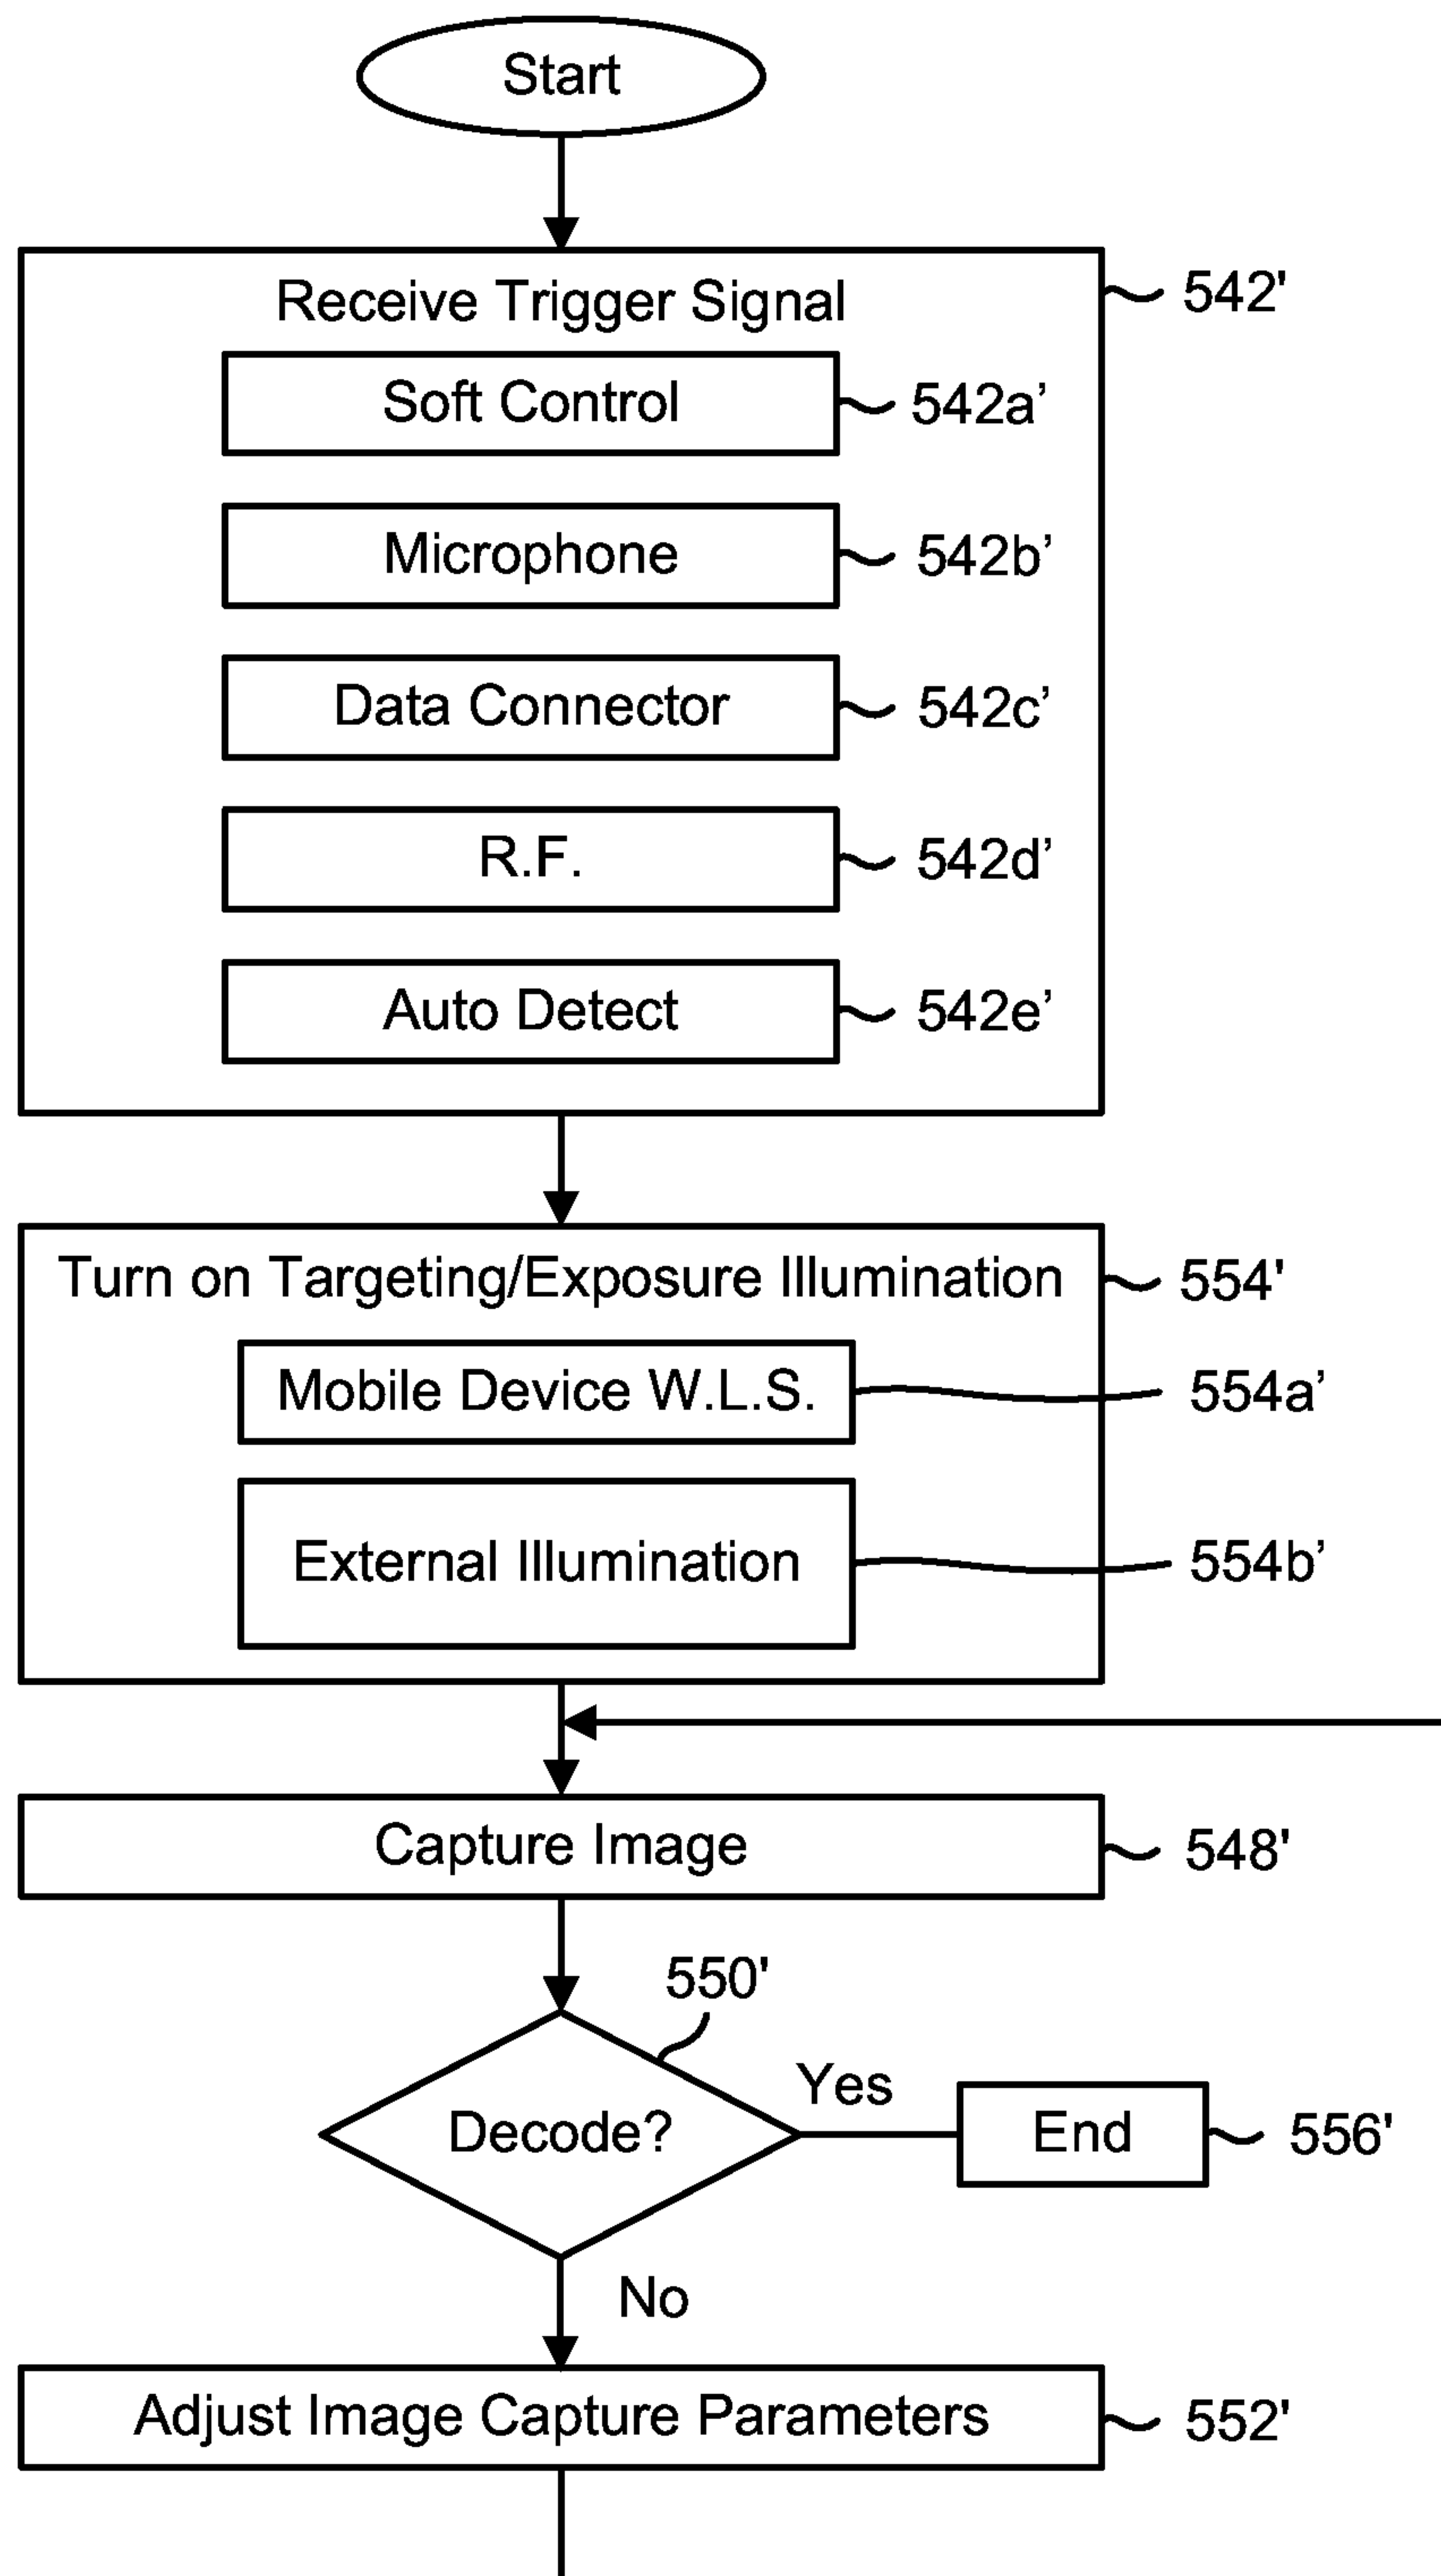 Start
Receive Trigger Signal
542'
Soft Control
542a’
Microphone
542b’
Data Connector
542c’
R.F.
542d’
Auto Detect
542e’
Turn on Targeting/Exposure Illumination
554'
Mobile Device W.L.S.
554a’
External Illumination
554b’
Capture Image
548'
550'
Decode?
Yes
End
556'
No
Adjust Image Capture Parameters
552'